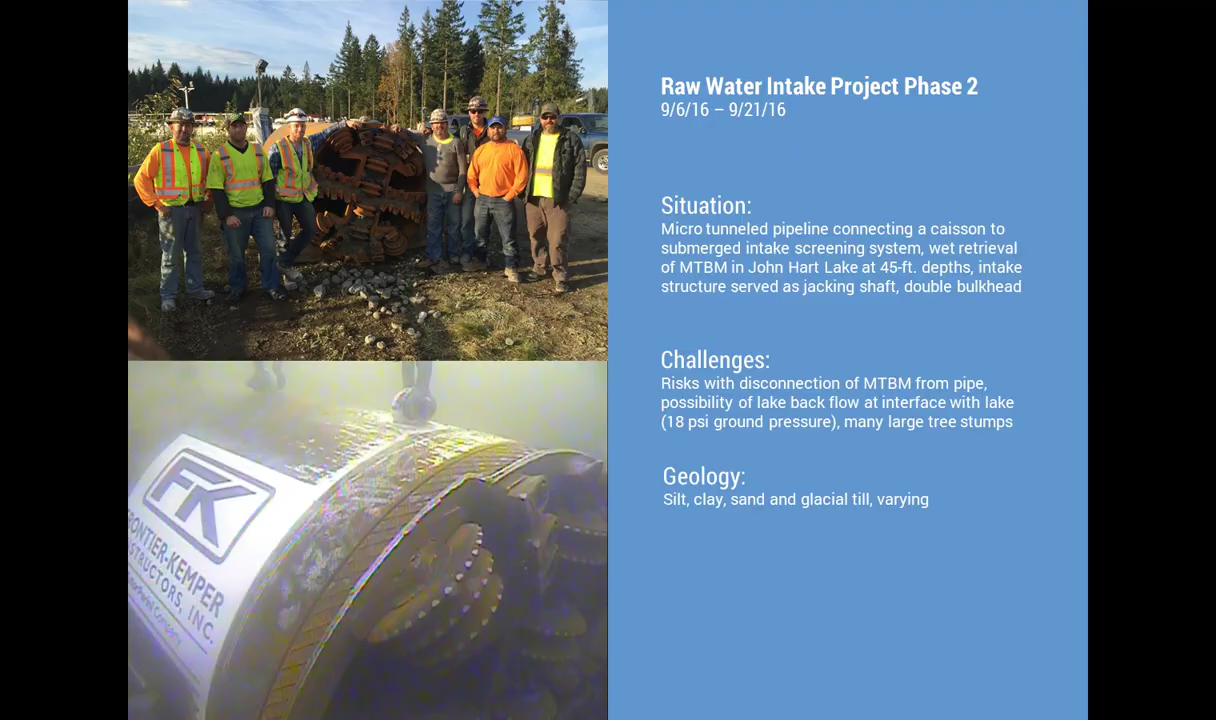 Raw Water Intake Project Phase 2
9/6/16 – 9/21/16
Situation:
Micro tunneled pipeline connecting a caisson to
submerged intake screening system, wet retrieval
of MTBM in John Hart Lake at 45-ft. depths, intake
structure served as jacking shaft, double bulkhead
Challenges:
Risks with disconnection of MTBM from pipe,
possibility of lake back flow at interface with lake
(18 psi ground pressure), many large tree stumps
Geology:
Silt, clay, sand and glacial till, varying
FK
FRONTIER-KEMPER
CONSTRUCTORS, INC.
Company